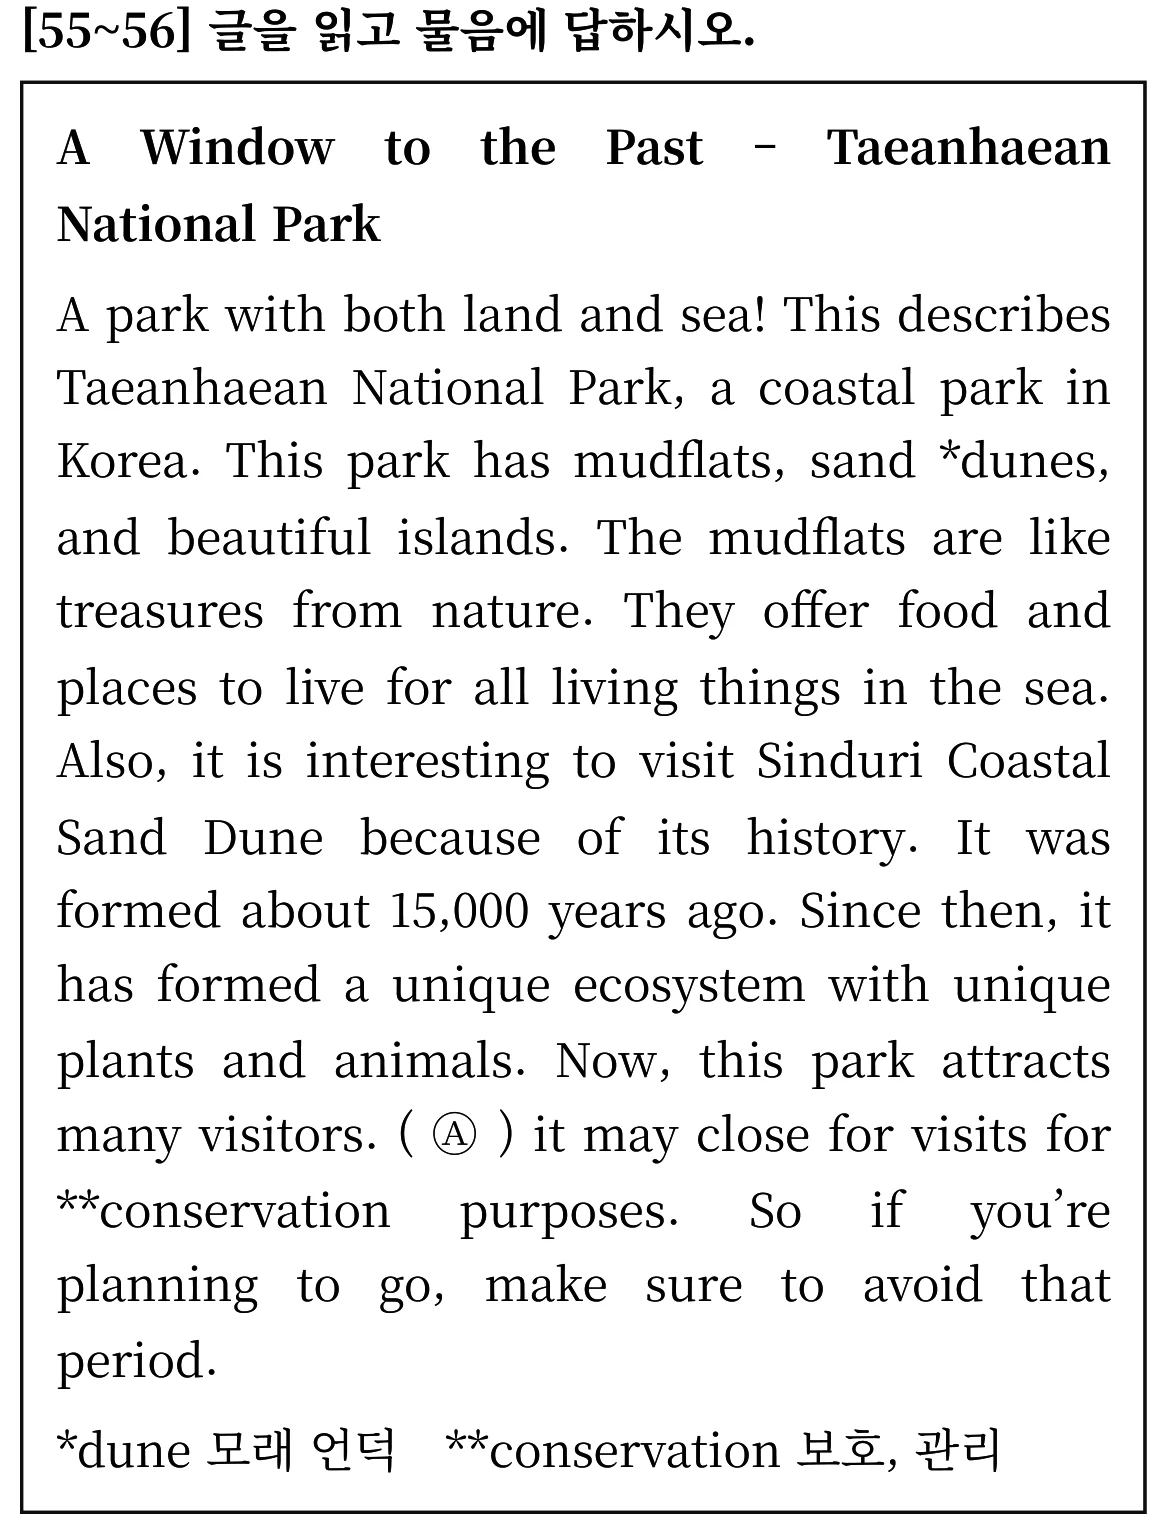 [55~56] 글을 읽고 물음에 답하시오.
A Window to the Past – Taeanhaean
National Park
A park with both land and sea! This describes
Taeanhaean National Park, a coastal park in
Korea. This park has mudflats, sand *dunes,
and beautiful islands. The mudflats are like
treasures from nature. They offer food and
places to live for all living things in the sea.
Also, it is interesting to visit Sinduri Coastal
Sand Dune because of its history. It was
formed about 15,000 years ago. Since then, it
has formed a unique ecosystem with unique
plants and animals. Now, this park attracts
many visitors. ( Ⓐ ) it may close for visits for
**conservation purposes. So if you’re
planning to go, make sure to avoid that
period.
*dune 모래 언덕 **conservation 보호, 관리